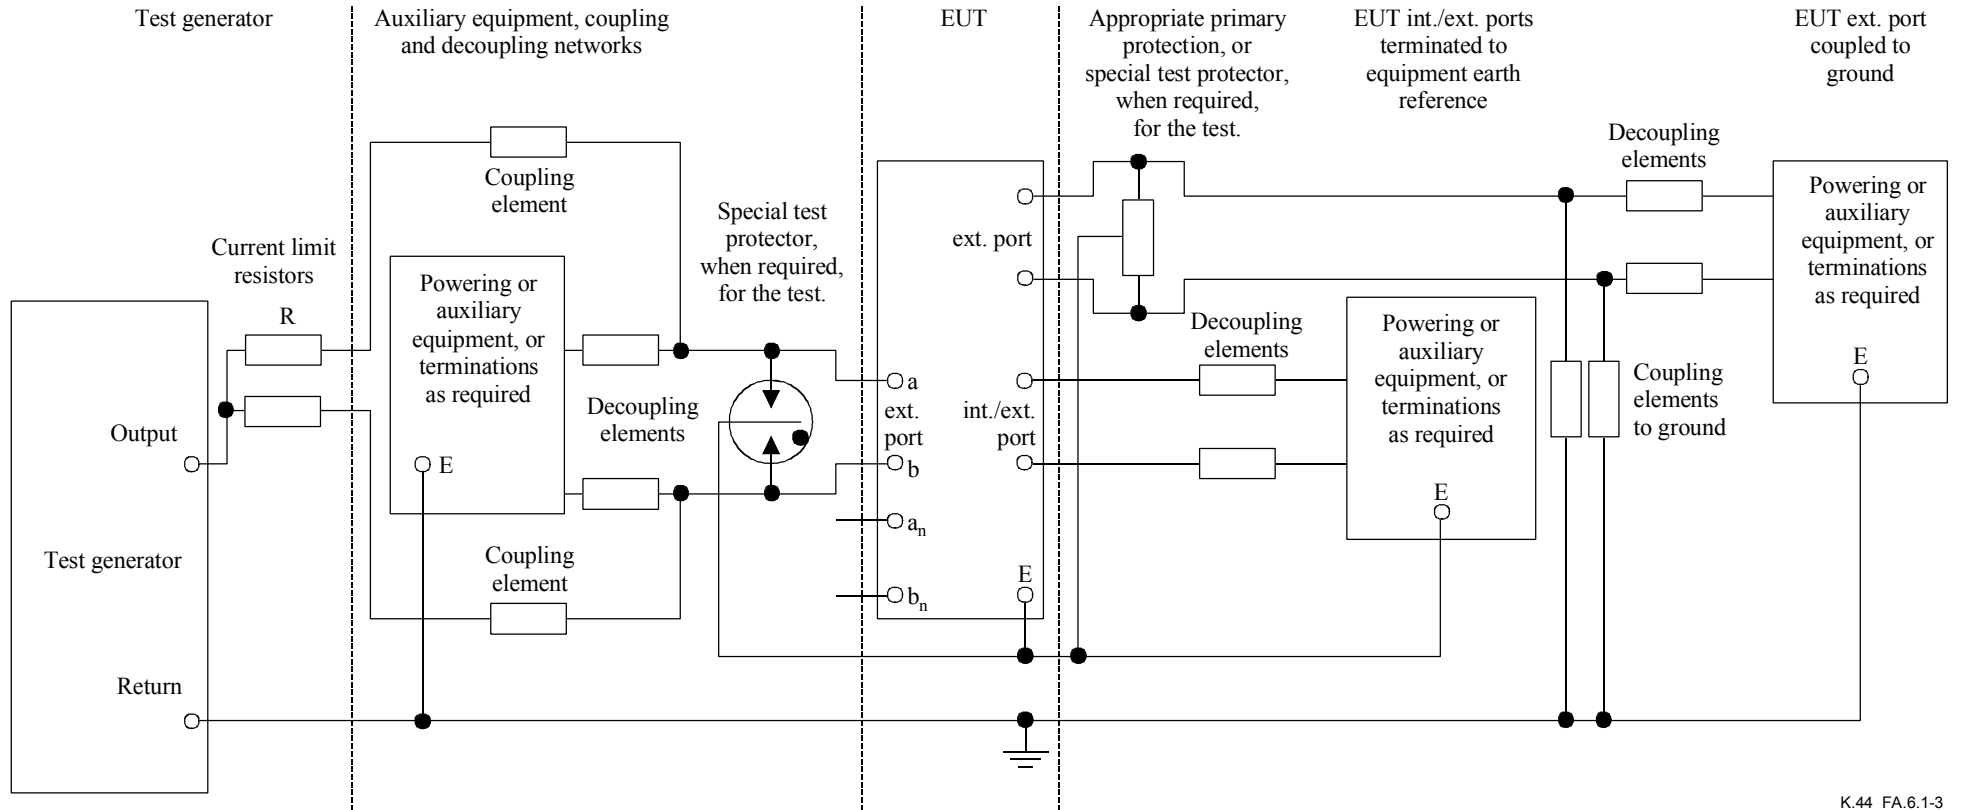 Test generator
Auxiliary equipment, coupling
and decoupling networks
EUT
Appropriate primary
protection, or
special test protector,
when required,
for the test.
EUT int./ext. ports
terminated to
equipment earth
reference
EUT ext. port
coupled to
ground
Current limit
resistors
R
Coupling
element
Powering or
auxiliary
equipment, or
terminations
as required
E
Decoupling
elements
Coupling
element
Special test
protector,
when required,
for the test.
Output
Test generator
Return
a
ext.
port
b
an
bn
ext. port
int./ext.
port
E
Decoupling
elements
Powering or
auxiliary
equipment, or
terminations
as required
E
Decoupling
elements
Coupling
elements
to ground
Powering or
auxiliary
equipment, or
terminations
as required
E
K.44_FA.6.1-3